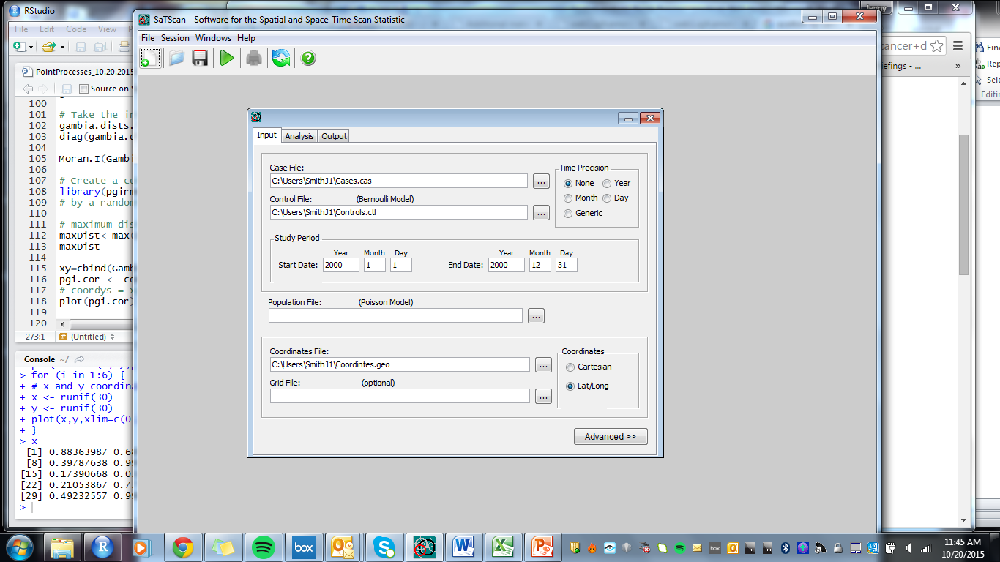 RStudio
File Edit Code View
PointProcesses_10.20.2015
Source on S
100
101 # Take the in
102 gambia.dists.
103 diag(gambia.d
104
105 Moran.I(Gambi
106
107 # Create a co
108 library(pgirm
109 # by a random
110
111 # maximum dis
112 maxDist<-max(
113 maxDist
114
115 xy=cbind(Gamb
116 pgi.cor <- co
117 # coordys = x
118 plot(pgi.cor)
119
120
273:1 (Untitled)
Console ~/
> for (i in 1:6) {
+ # x and y coordina
+ x <- runif(30)
+ y <- runif(30)
+ plot(x,y,xlim=c(0
+ }
> x
[1] 0.88363987 0.68
[8] 0.39787638 0.99
[15] 0.17390668 0.0
[22] 0.21053867 0.7
[29] 0.49232557 0.99
>
SaTScan - Software for the Spatial and Space-Time Scan Statistic
File Session Windows Help
Input Analysis Output
Case File:
C:\Users\SmithJ1\Cases.cas
...
Control File: (Bernoulli Model)
C:\Users\SmithJ1\Controls.ctl
...
Time Precision
None Year
Month Day
Generic
Study Period
Year Month Day Year Month Day
Start Date: 2000 1 1 End Date: 2000 12 31
Population File: (Poisson Model)
...
Coordinates File:
C:\Users\SmithJ1\Coordintes.geo
...
Grid File: (optional)
...
Coordinates
Cartesian
Lat/Long
Advanced >>
cancer+d
efings - ...
»
Fin
Rep
Sele
Editin
box
11:45 AM
10/20/2015